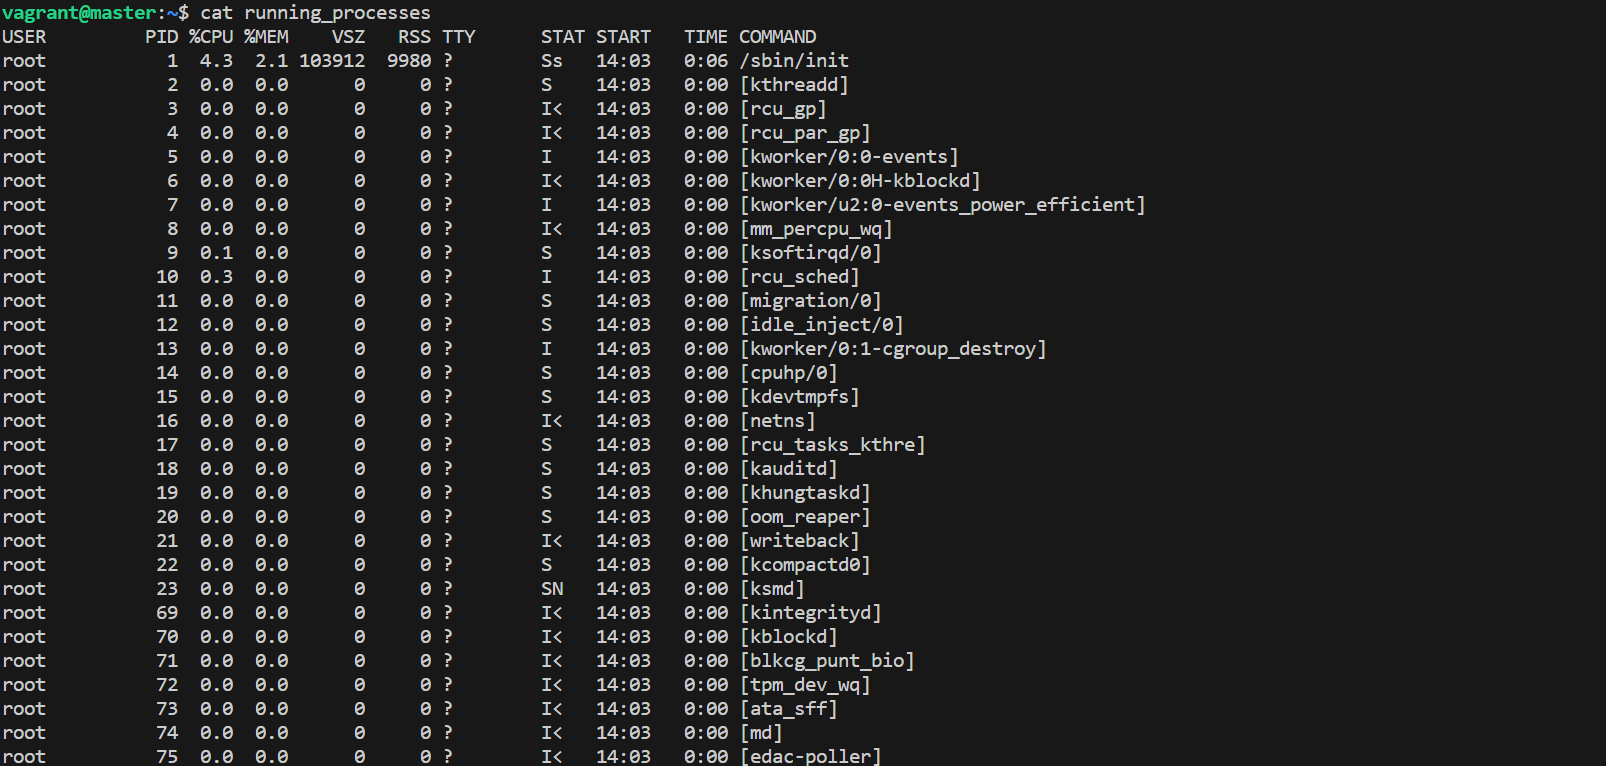 vagrant@master:~$ cat running_processes
USER         PID %CPU %MEM    VSZ   RSS TTY      STAT START   TIME COMMAND
root           1  4.3  2.1 103912  9980 ?        Ss   14:03   0:06 /sbin/init
root           2  0.0  0.0      0     0 ?        S    14:03   0:00 [kthreadd]
root           3  0.0  0.0      0     0 ?        I<   14:03   0:00 [rcu_gp]
root           4  0.0  0.0      0     0 ?        I<   14:03   0:00 [rcu_par_gp]
root           5  0.0  0.0      0     0 ?        I    14:03   0:00 [kworker/0:0-events]
root           6  0.0  0.0      0     0 ?        I<   14:03   0:00 [kworker/0:0H-kblockd]
root           7  0.0  0.0      0     0 ?        I    14:03   0:00 [kworker/u2:0-events_power_efficient]
root           8  0.0  0.0      0     0 ?        I<   14:03   0:00 [mm_percpu_wq]
root           9  0.1  0.0      0     0 ?        S    14:03   0:00 [ksoftirqd/0]
root          10  0.3  0.0      0     0 ?        I    14:03   0:00 [rcu_sched]
root          11  0.0  0.0      0     0 ?        S    14:03   0:00 [migration/0]
root          12  0.0  0.0      0     0 ?        S    14:03   0:00 [idle_inject/0]
root          13  0.0  0.0      0     0 ?        I    14:03   0:00 [kworker/0:1-cgroup_destroy]
root          14  0.0  0.0      0     0 ?        S    14:03   0:00 [cpuhp/0]
root          15  0.0  0.0      0     0 ?        S    14:03   0:00 [kdevtmpfs]
root          16  0.0  0.0      0     0 ?        I<   14:03   0:00 [netns]
root          17  0.0  0.0      0     0 ?        S    14:03   0:00 [rcu_tasks_kthre]
root          18  0.0  0.0      0     0 ?        S    14:03   0:00 [kauditd]
root          19  0.0  0.0      0     0 ?        S    14:03   0:00 [khungtaskd]
root          20  0.0  0.0      0     0 ?        S    14:03   0:00 [oom_reaper]
root          21  0.0  0.0      0     0 ?        I<   14:03   0:00 [writeback]
root          22  0.0  0.0      0     0 ?        S    14:03   0:00 [kcompactd0]
root          23  0.0  0.0      0     0 ?        SN   14:03   0:00 [ksmd]
root          69  0.0  0.0      0     0 ?        I<   14:03   0:00 [kintegrityd]
root          70  0.0  0.0      0     0 ?        I<   14:03   0:00 [kblockd]
root          71  0.0  0.0      0     0 ?        I<   14:03   0:00 [blkcg_punt_bio]
root          72  0.0  0.0      0     0 ?        I<   14:03   0:00 [tpm_dev_wq]
root          73  0.0  0.0      0     0 ?        I<   14:03   0:00 [ata_sff]
root          74  0.0  0.0      0     0 ?        I<   14:03   0:00 [md]
root          75  0.0  0.0      0     0 ?        I<   14:03   0:00 [edac-poller]